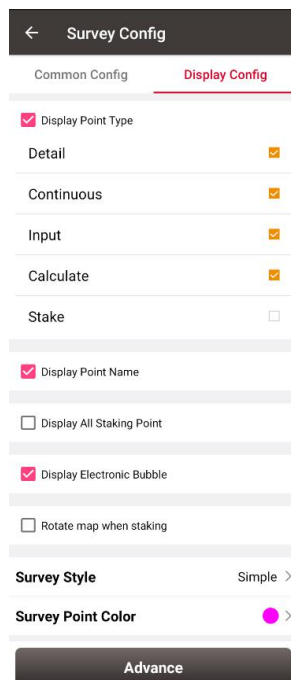 Survey Config
Common Config Display Config
Display Point Type
Detail
Continuous
Input
Calculate
Stake
Display Point Name
Display All Staking Point
Display Electronic Bubble
Rotate map when staking
Survey Style Simple
Survey Point Color
Advance